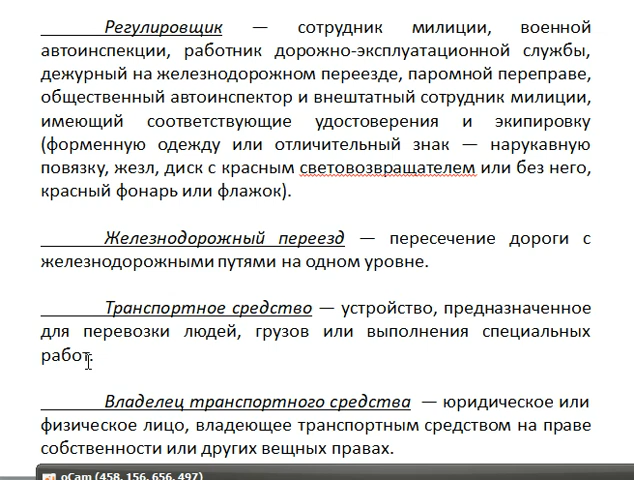 Регулировщик — сотрудник милиции, военной
автоинспекции, работник дорожно-эксплуатационной службы,
дежурный на железнодорожном переезде, паромной переправе,
общественный автоинспектор и внештатный сотрудник милиции,
имеющий соответствующие удостоверения и экипировку
(форменную одежду или отличительный знак — нарукавную
повязку, жезл, диск с красным световозвращателем или без него,
красный фонарь или флажок).
Железнодорожный переезд — пересечение дороги с
железнодорожными путями на одном уровне.
Транспортное средство — устройство, предназначенное
для перевозки людей, грузов или выполнения специальных
работ.
Владелец транспортного средства — юридическое или
физическое лицо, владеющее транспортным средством на праве
собственности или других вещных правах.
oCam (458, 156, 656, 497)